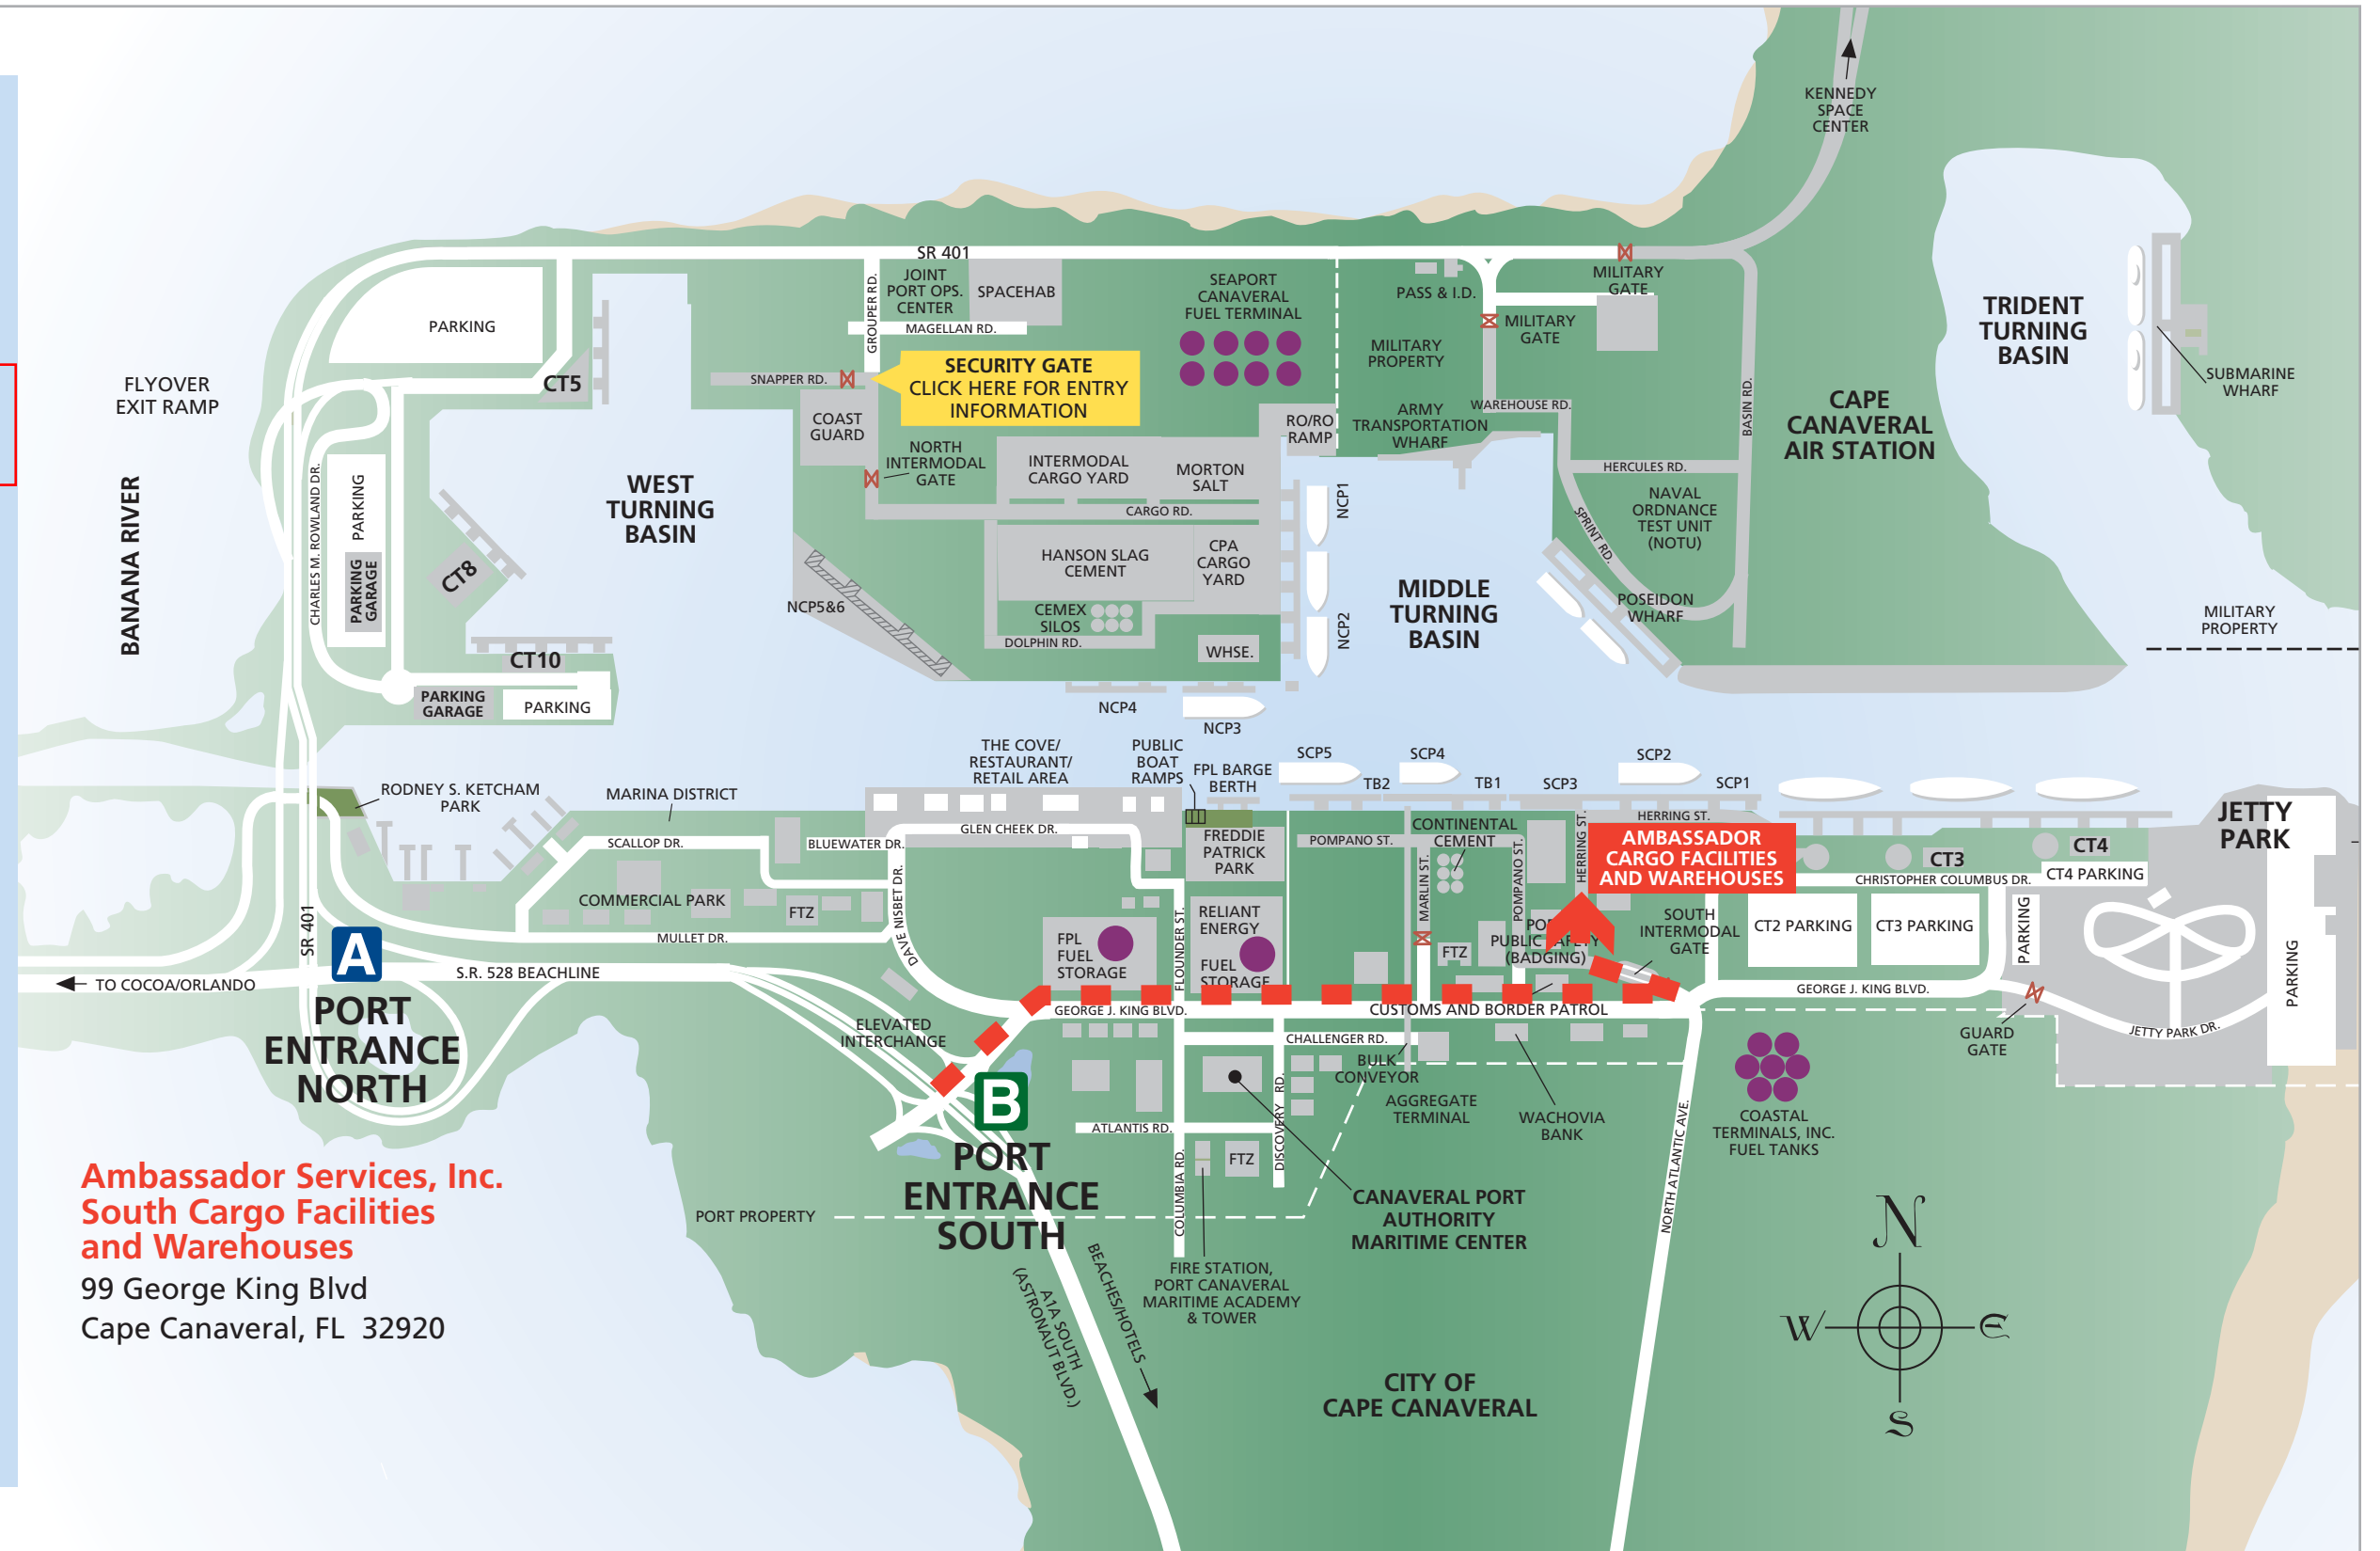 KENNEDY
SPACE
CENTER
SR 401
JOINT
PORT OPS.
CENTER
SPACEHAB
GROUPER RD.
MAGELLAN RD.
SEAPORT
CANAVERAL
FUEL TERMINAL
PASS & I.D.
MILITARY
GATE
MILITARY
GATE
MILITARY
PROPERTY
TRIDENT
TURNING
BASIN
SUBMARINE
WHARF
PARKING
FLYOVER
EXIT RAMP
CT5
SNAPPER RD.
SECURITY GATE
CLICK HERE FOR ENTRY
INFORMATION
COAST
GUARD
NORTH
INTERMODAL
GATE
RO/RO
RAMP
ARMY
TRANSPORTATION
WHARF
WAREHOUSE RD.
BASIN RD.
CAPE
CANAVERAL
AIR STATION
BANANA RIVER
CHARLES M. ROWLAND DR.
PARKING
PARKING
GARAGE
WEST
TURNING
BASIN
INTERMODAL
CARGO YARD
MORTON
SALT
CARGO RD.
NCP1
HERCULES RD.
NAVAL
ORDNANCE
TEST UNIT
(NOTU)
SPRINT RD.
CT8
HANSON SLAG
CEMENT
CPA
CARGO
YARD
NCP5&6
CEMEX
SILOS
DOLPHIN RD.
WHSE.
NCP2
MIDDLE
TURNING
BASIN
POSEIDON
WHARF
MILITARY
PROPERTY
CT10
PARKING
GARAGE
PARKING
NCP4
NCP3
RODNEY S. KETCHAM
PARK
MARINA DISTRICT
THE COVE/
RESTAURANT/
RETAIL AREA
PUBLIC
BOAT
RAMPS
FPL BARGE
BERTH
SCP5
TB2
SCP4
TB1
SCP3
SCP2
SCP1
JETTY
PARK
SCALLOP DR.
BLUEWATER DR.
GLEN CHEEK DR.
FREDDIE
PATRICK
PARK
POMPANO ST.
CONTINENTAL
CEMENT
HERRING ST.
HERRING ST.
AMBASSADOR
CARGO FACILITIES
AND WAREHOUSES
CT3
CT4
CT4 PARKING
CHRISTOPHER COLUMBUS DR.
COMMERCIAL PARK
FTZ
MULLET DR.
DAVE NISBET DR.
FPL
FUEL
STORAGE
FLOUNDER ST.
RELIANT
ENERGY
FUEL
STORAGE
MARLIN ST.
FTZ
POMPANO ST.
PUBLIC SAFETY
(BADGING)
SOUTH
INTERMODAL
GATE
CT2 PARKING
CT3 PARKING
PARKING
PARKING
SR 401
A
S.R. 528 BEACHLINE
TO COCOA/ORLANDO
PORT
ENTRANCE
NORTH
ELEVATED
INTERCHANGE
GEORGE J. KING BLVD.
CUSTOMS AND BORDER PATROL
GEORGE J. KING BLVD.
GUARD
GATE
JETTY PARK DR.
B
PORT
ENTRANCE
SOUTH
CHALLENGER RD.
BULK
CONVEYOR
AGGREGATE
TERMINAL
WACHOVIA
BANK
COASTAL
TERMINALS, INC.
FUEL TANKS
ATLANTIS RD.
DISCOVERY RD.
COLUMBIA RD.
FTZ
NORTH ATLANTIC AVE.
CANAVERAL PORT
AUTHORITY
MARITIME CENTER
PORT PROPERTY
BEACHES/HOTELS
A1A SOUTH
(ASTRONAUT BLVD.)
FIRE STATION,
PORT CANAVERAL
MARITIME ACADEMY
& TOWER
CITY OF
CAPE CANAVERAL
Ambassador Services, Inc.
South Cargo Facilities
and Warehouses
99 George King Blvd
Cape Canaveral, FL 32920
N
W
E
S